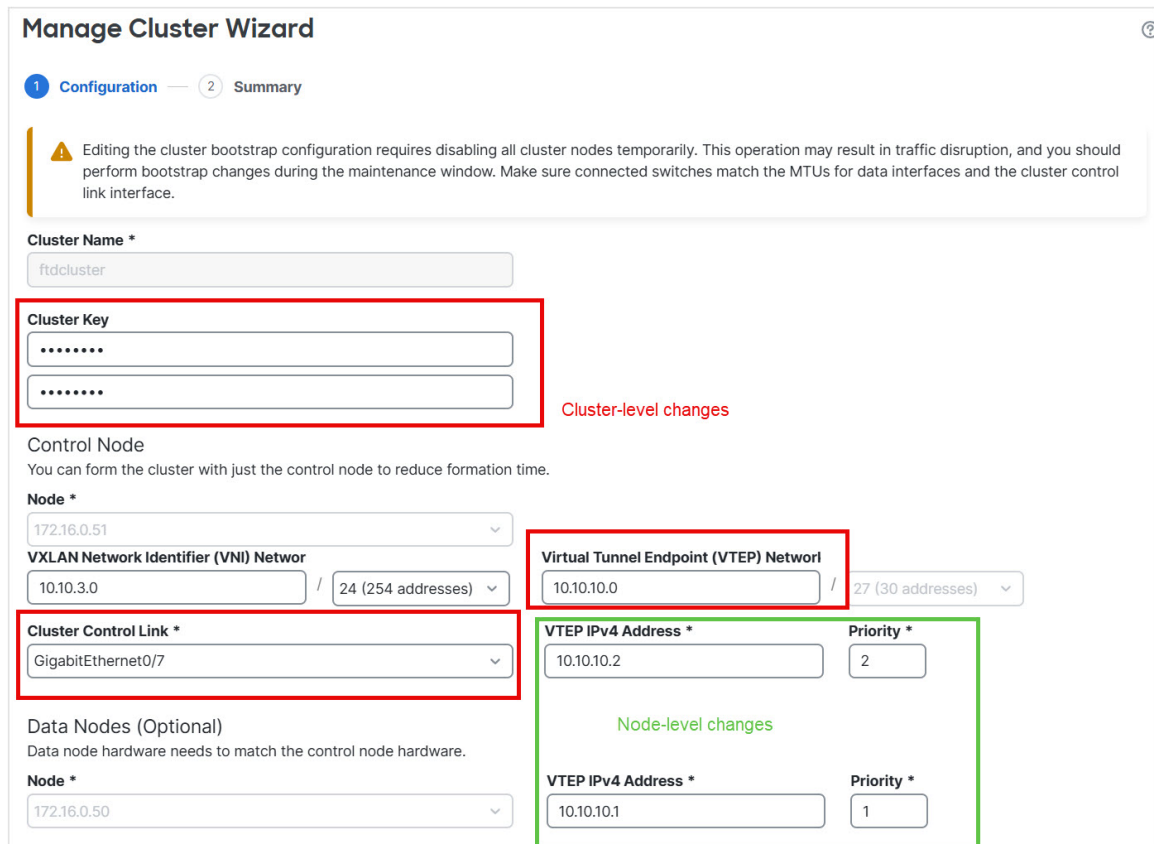 Manage Cluster Wizard
1 Configuration — 2 Summary
Editing the cluster bootstrap configuration requires disabling all cluster nodes temporarily. This operation may result in traffic disruption, and you should
perform bootstrap changes during the maintenance window. Make sure connected switches match the MTUs for data interfaces and the cluster control
link interface.
Cluster Name *
ftdcluster
Cluster Key
••••••••
••••••••
Cluster-level changes
Control Node
You can form the cluster with just the control node to reduce formation time.
Node *
172.16.0.51
VXLAN Network Identifier (VNI) Networ Virtual Tunnel Endpoint (VTEP) Networl
10.10.3.0 / 24 (254 addresses) 10.10.10.0 / 27 (30 addresses)
Cluster Control Link * VTEP IPv4 Address * Priority *
GigabitEthernet0/7 10.10.10.2 2
Data Nodes (Optional) Node-level changes
Data node hardware needs to match the control node hardware.
Node * VTEP IPv4 Address * Priority *
172.16.0.50 10.10.10.1 1